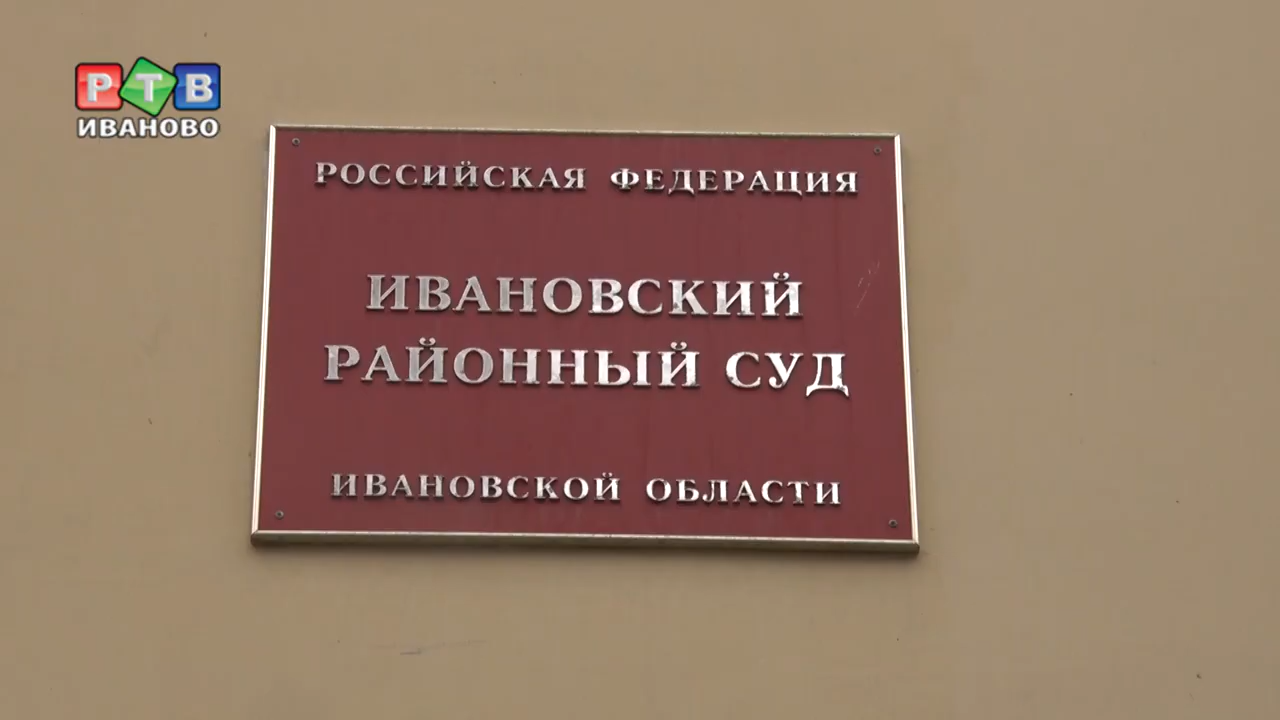 РТВ
ИВАНОВО
РОССИЙСКАЯ ФЕДЕРАЦИЯ
ИВАНОВСКИЙ
РАЙОННЫЙ СУД
ИВАНОВСКОЙ ОБЛАСТИ